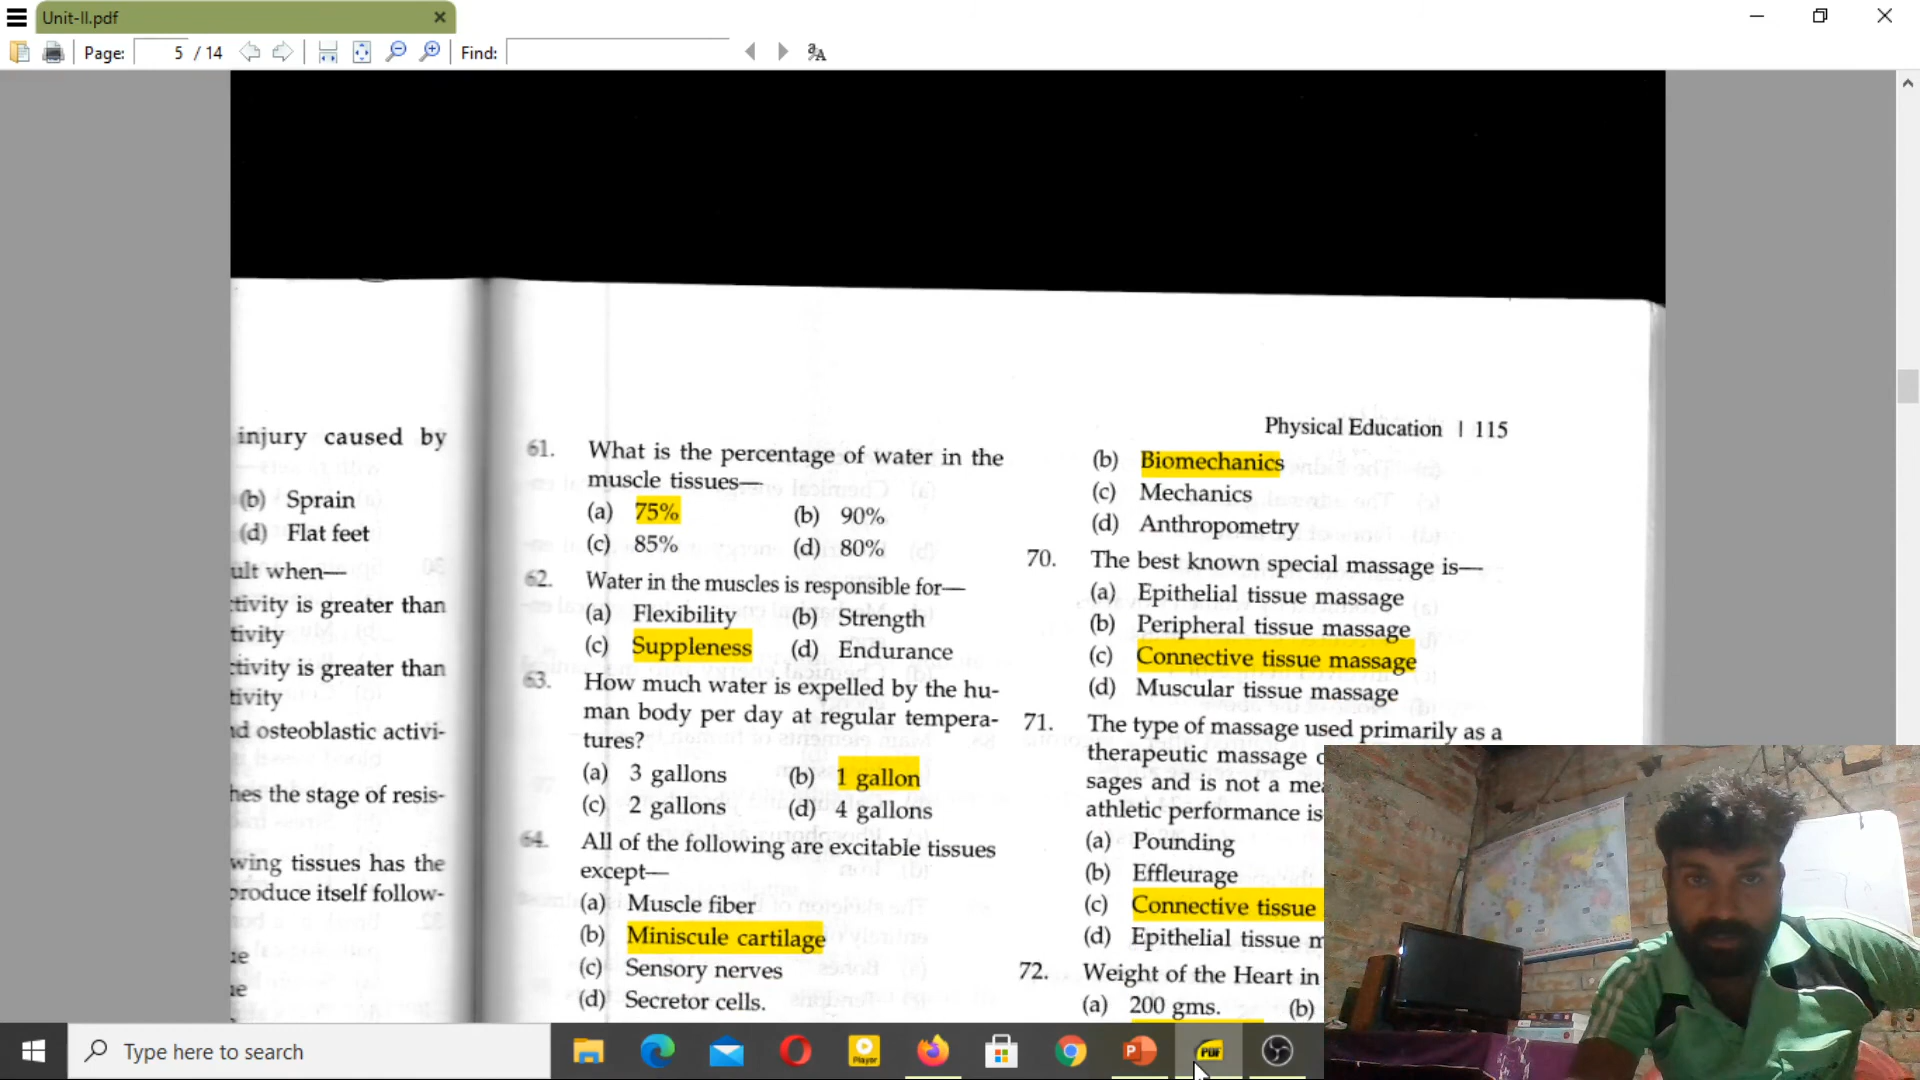 Unit-II.pdf
Page: 5 / 14 Find:
Physical Education | 115
injury caused by
(b) Sprain
(d) Flat feet
ult when—
ctivity is greater than
tivity
ctivity is greater than
tivity
nd osteoblastic activi-
hes the stage of resis-
wing tissues has the
produce itself follow-
ue
ue
61. What is the percentage of water in the
muscle tissues—
(a) 75% (b) 90%
(c) 85% (d) 80%
62. Water in the muscles is responsible for—
(a) Flexibility (b) Strength
(c) Suppleness (d) Endurance
63. How much water is expelled by the hu-
man body per day at regular tempera-
tures?
(a) 3 gallons (b) 1 gallon
(c) 2 gallons (d) 4 gallons
64. All of the following are excitable tissues
except—
(a) Muscle fiber
(b) Miniscule cartilage
(c) Sensory nerves
(d) Secretor cells.
(b) Biomechanics
(c) Mechanics
(d) Anthropometry
70. The best known special massage is—
(a) Epithelial tissue massage
(b) Peripheral tissue massage
(c) Connective tissue massage
(d) Muscular tissue massage
71. The type of massage used primarily as a
therapeutic massage
sages and is not a
athletic performance is
(a) Pounding
(b) Effleurage
(c) Connective tissue
(d) Epithelial tissue
72. Weight of the Heart in
(a) 200 gms. (b)
Type here to search
Player
PDF